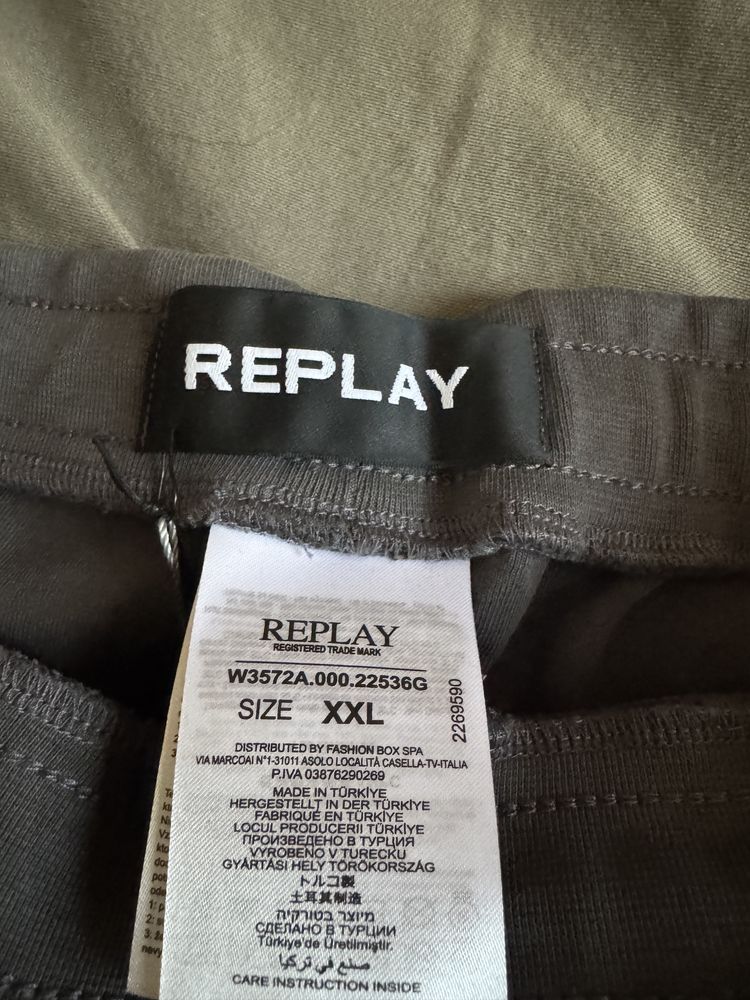 REPLAY
REPLAY
REGISTERED TRADE MARK
W3572A.000.22536G
SIZE XXL
2269590
DISTRIBUTED BY FASHION BOX SPA
VIA MARCOAI N°1-31011 ASOLO LOCALITÀ CASELLA-TV-ITALIA
P.IVA 03876290269
MADE IN TÜRKİYE
HERGESTELLT IN DER TÜRKİYE
FABRIQUÉ EN TÜRKİYE
LOCUL PRODUCERII TÜRKİYE
ПРОИЗВЕДЕНО В ТУРЦИЯ
VYROBENO V TURECKU
GYÁRTÁSI HELY TÖRÖKORSZÁG
トルコ製
土耳其制造
מיוצר בטורקיה
СДЕЛАНО В ТУРЦИИ
Türkiye'de Üretilmiştir.
صنع في تركيا
CARE INSTRUCTION INSIDE